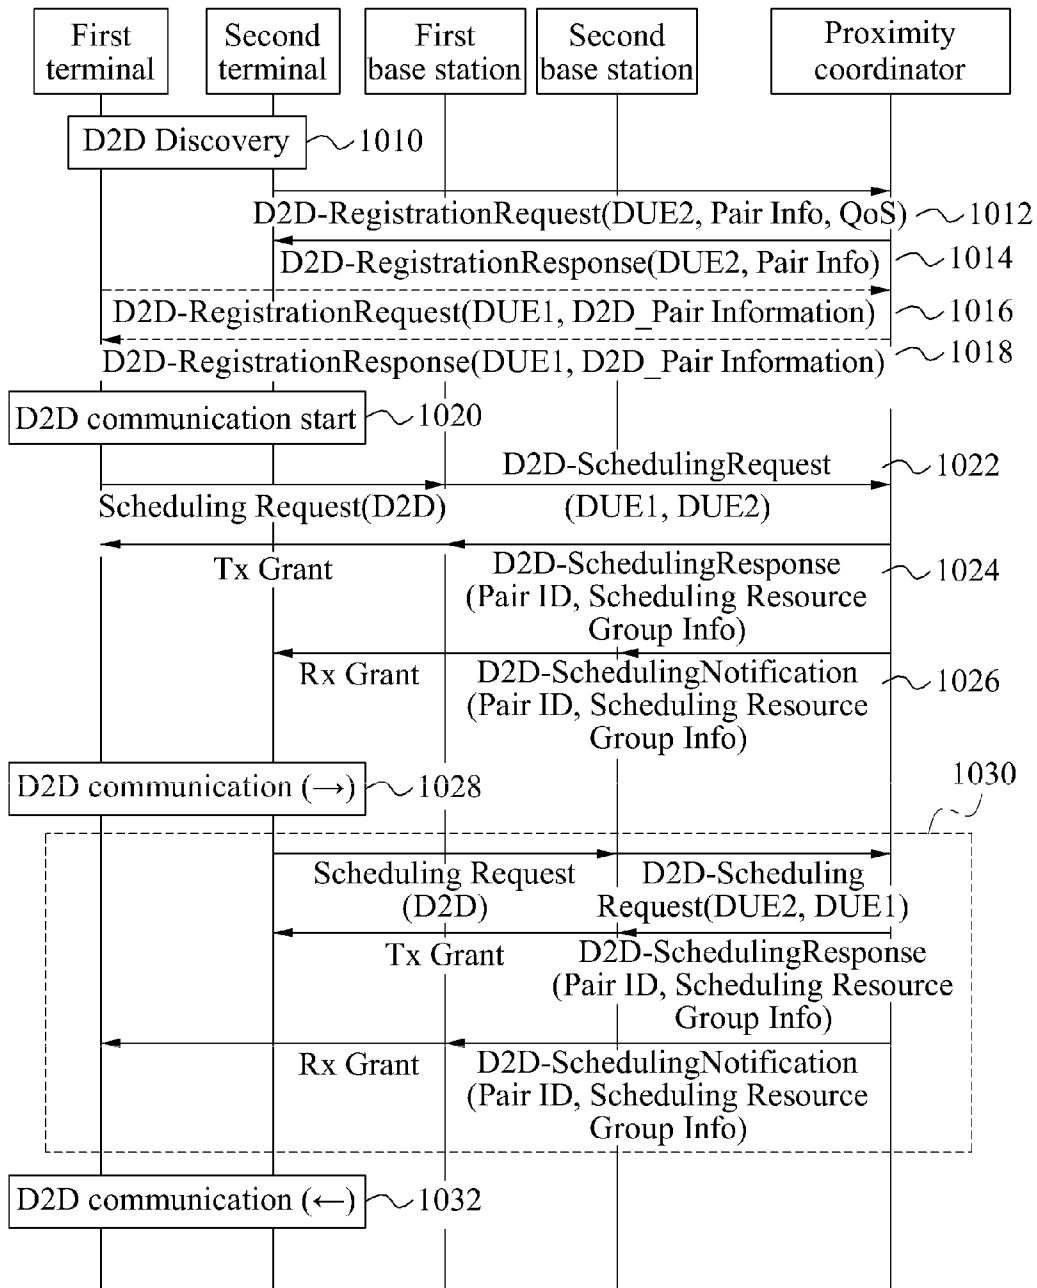 First
terminal
Second
terminal
First
base station
Second
base station
Proximity
coordinator
D2D Discovery
1010
D2D-RegistrationRequest(DUE2, Pair Info, QoS)
1012
D2D-RegistrationResponse(DUE2, Pair Info)
1014
D2D-RegistrationRequest(DUE1, D2D_Pair Information)
1016
D2D-RegistrationResponse(DUE1, D2D_Pair Information)
1018
D2D communication start
1020
D2D-SchedulingRequest
1022
Scheduling Request(D2D)
(DUE1, DUE2)
Tx Grant
D2D-SchedulingResponse
(Pair ID, Scheduling Resource
Group Info)
1024
Rx Grant
D2D-SchedulingNotification
(Pair ID, Scheduling Resource
Group Info)
1026
D2D communication (→)
1028
1030
Scheduling Request
(D2D)
D2D-Scheduling
Request(DUE2, DUE1)
Tx Grant
D2D-SchedulingResponse
(Pair ID, Scheduling Resource
Group Info)
Rx Grant
D2D-SchedulingNotification
(Pair ID, Scheduling Resource
Group Info)
D2D communication (←)
1032